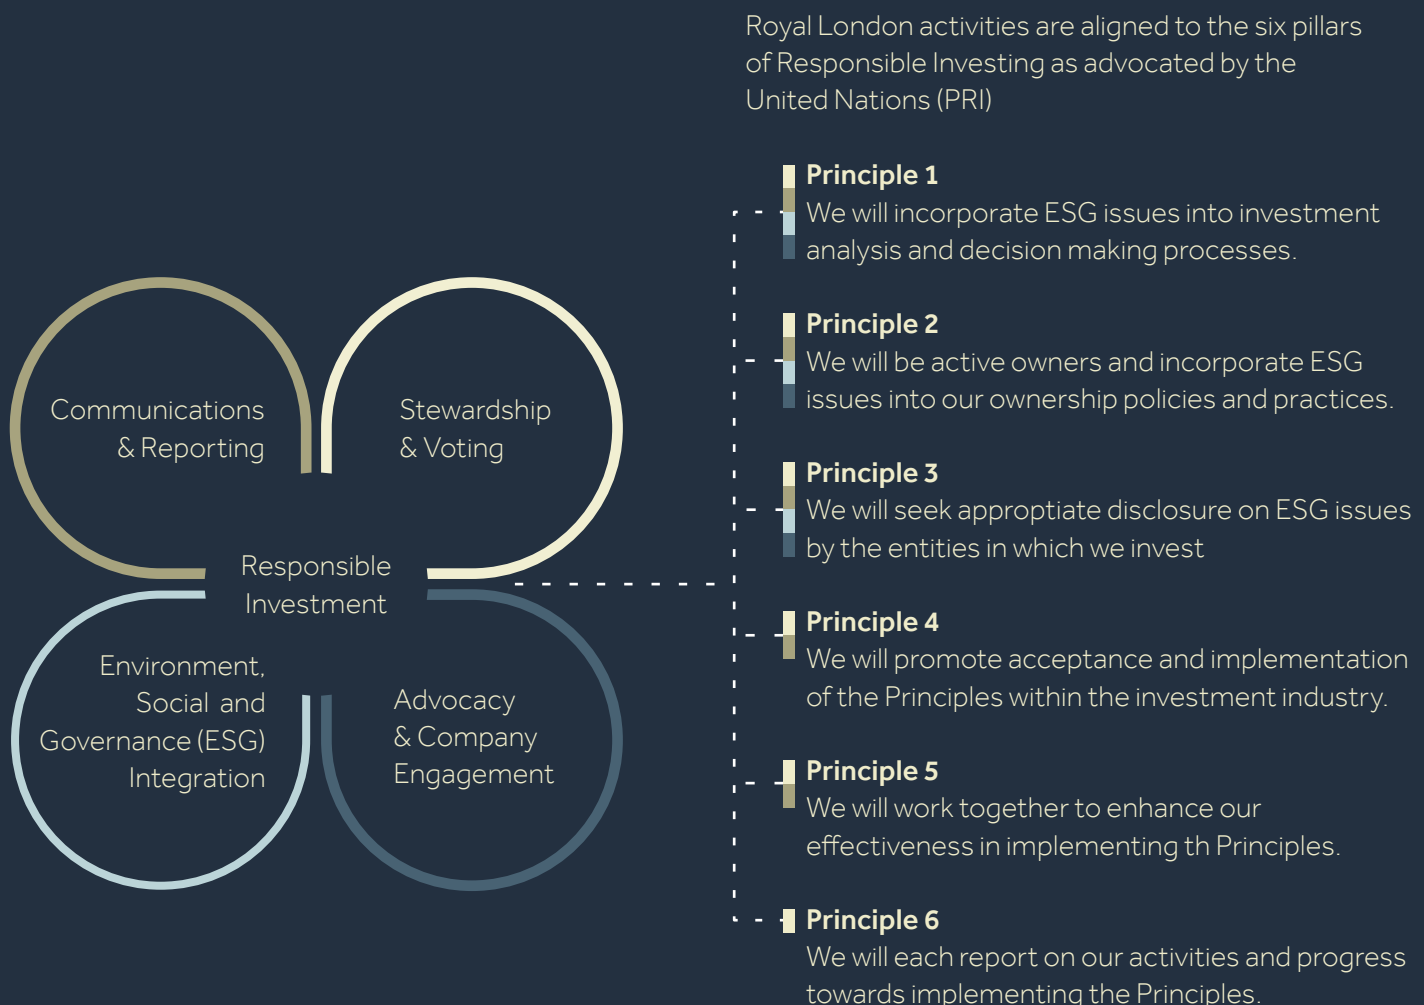 Royal London activities are aligned to the six pillars
of Responsible Investing as advocated by the
United Nations (PRI)
Communications
& Reporting
Stewardship
& Voting
Responsible
Investment
Environment,
Social and
Governance (ESG)
Integration
Advocacy
& Company
Engagement
Principle 1
We will incorporate ESG issues into investment
analysis and decision making processes.
Principle 2
We will be active owners and incorporate ESG
issues into our ownership policies and practices.
Principle 3
We will seek approptiate disclosure on ESG issues
by the entities in which we invest
Principle 4
We will promote acceptance and implementation
of the Principles within the investment industry.
Principle 5
We will work together to enhance our
effectiveness in implementing th Principles.
Principle 6
We will each report on our activities and progress
towards implementing the Principles.